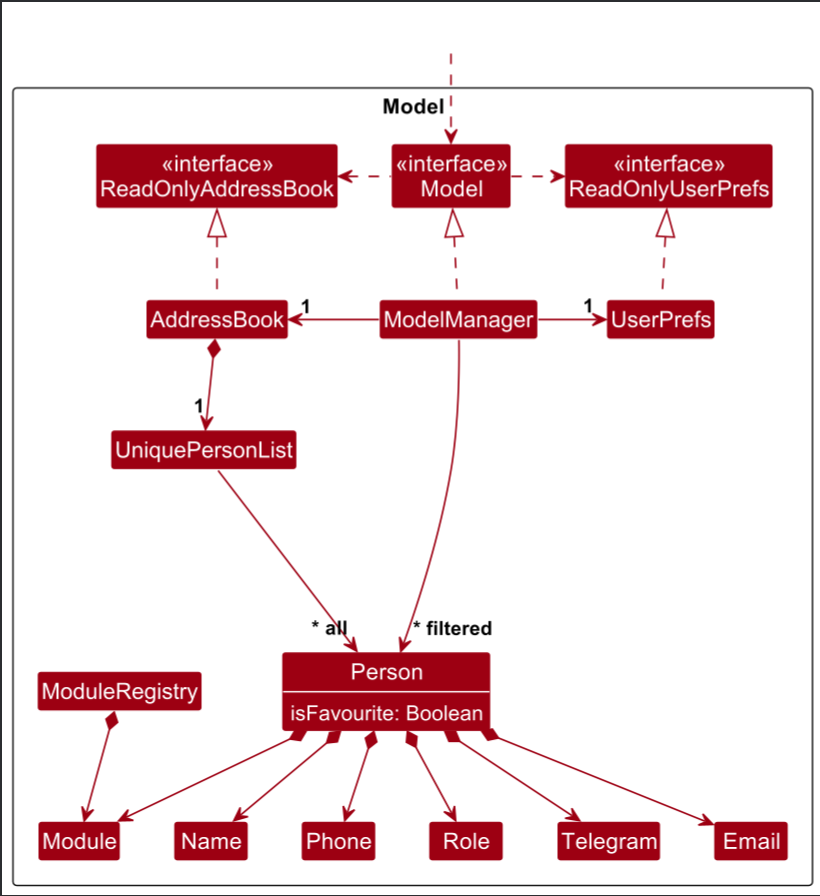 Model
«interface»
ReadOnlyAddressBook
«interface»
Model
«interface»
ReadOnlyUserPrefs
AddressBook
1
ModelManager
1
UserPrefs
1
UniquePersonList
* all
* filtered
Person
isFavourite: Boolean
ModuleRegistry
Module
Name
Phone
Role
Telegram
Email